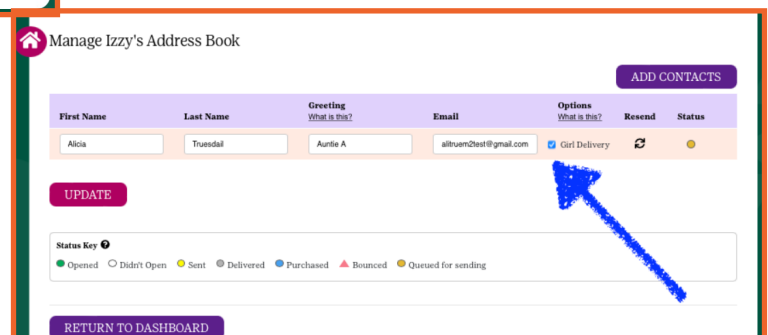 Manage Izzy's Address Book
ADD CONTACTS
First Name Last Name Greeting What is this? Email Options What is this? Resend Status
Alicia Truesdail Auntie A alitruem2test@gmail.com Girl Delivery
UPDATE
Status Key
Opened Didn't Open Sent Delivered Purchased Bounced Queued for sending
RETURN TO DASHBOARD